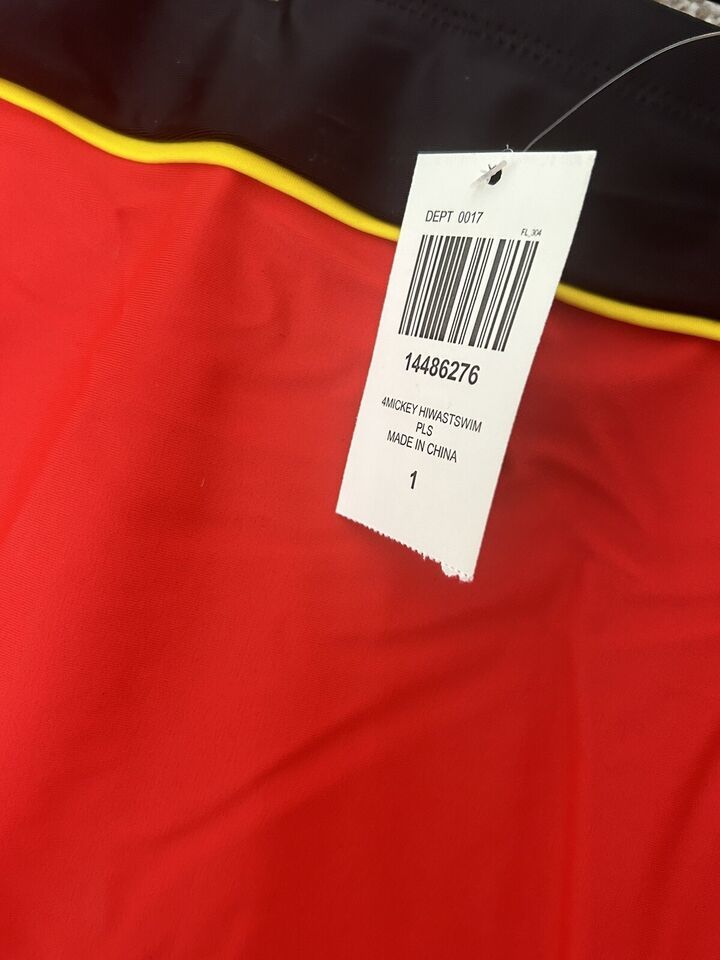 DEPT 0017
FL_304
14486276
4MICKEY HIWASTSWIM
PLS
MADE IN CHINA
1